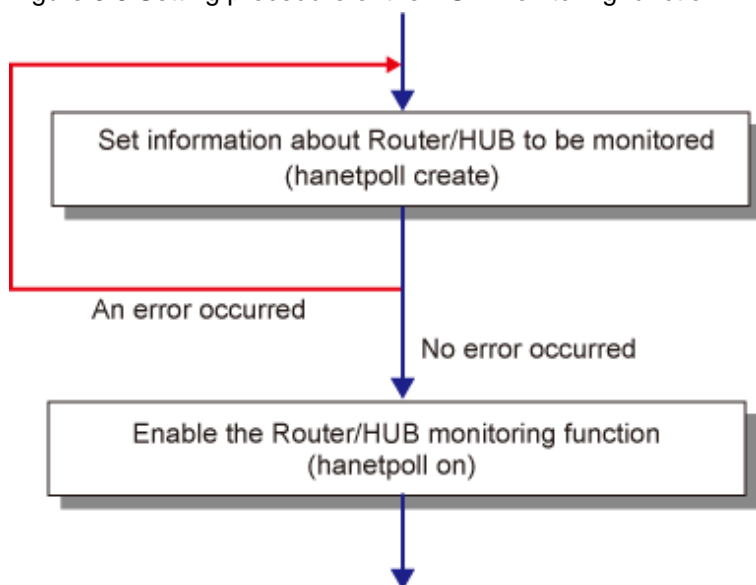 Set information about Router/HUB to be monitored
(hanetpoll create)
An error occurred
No error occurred
Enable the Router/HUB monitoring function
(hanetpoll on)